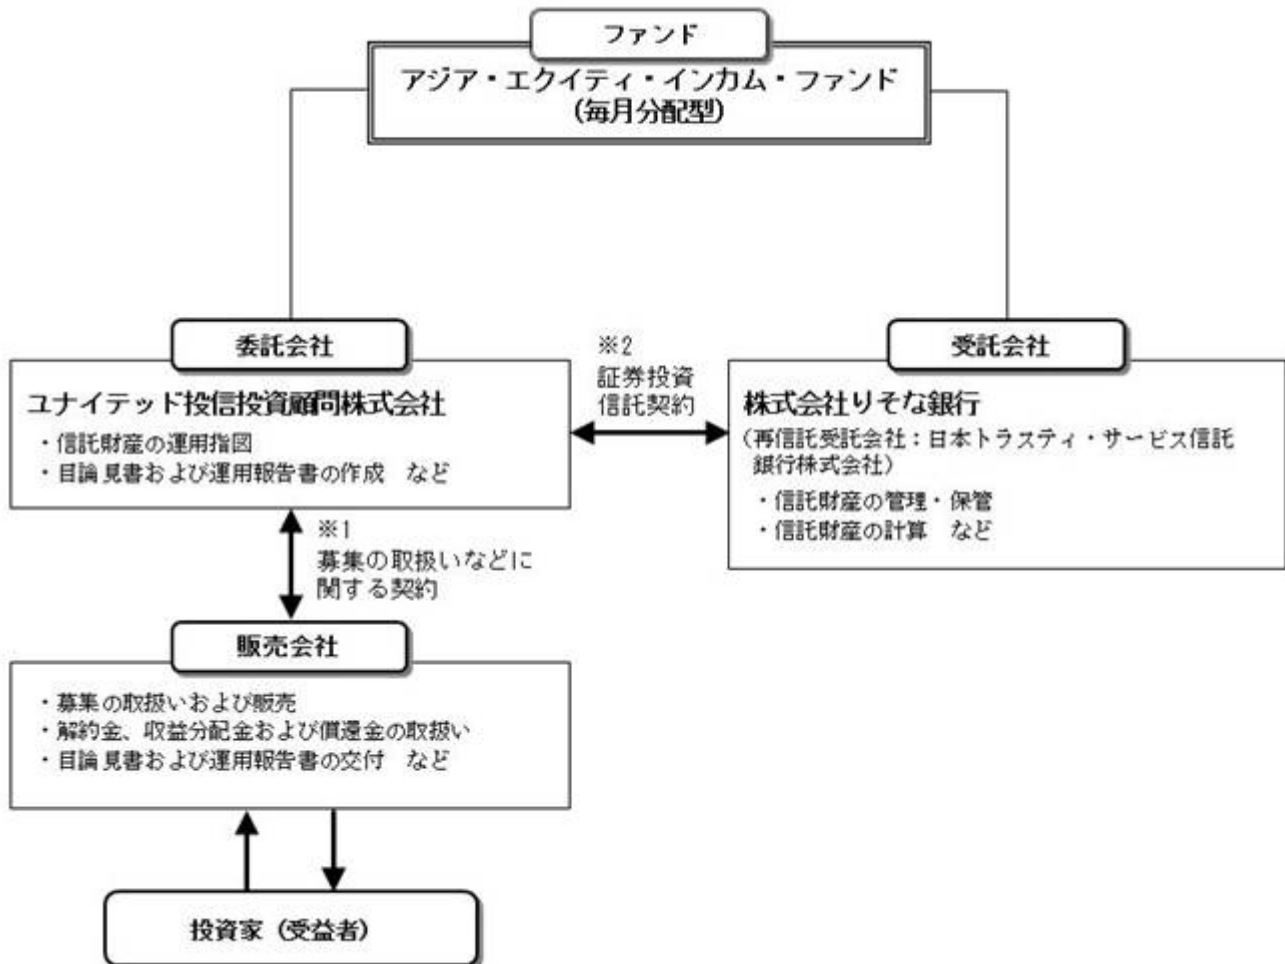 ファンド
アジア・エクイティ・インカム・ファンド
(毎月分配型)
委託会社
ユナイテッド投信投資顧問株式会社
・信託財産の運用指図
・目論見書および運用報告書の作成　など
※2
証券投資
信託契約
受託会社
株式会社りそな銀行
(再信託受託会社：日本トラスティ・サービス信託
銀行株式会社)
・信託財産の管理・保管
・信託財産の計算　など
※1
募集の取扱いなどに
関する契約
販売会社
・募集の取扱いおよび販売
・解約金、収益分配金および償還金の取扱い
・目論見書および運用報告書の交付　など
投資家（受益者）